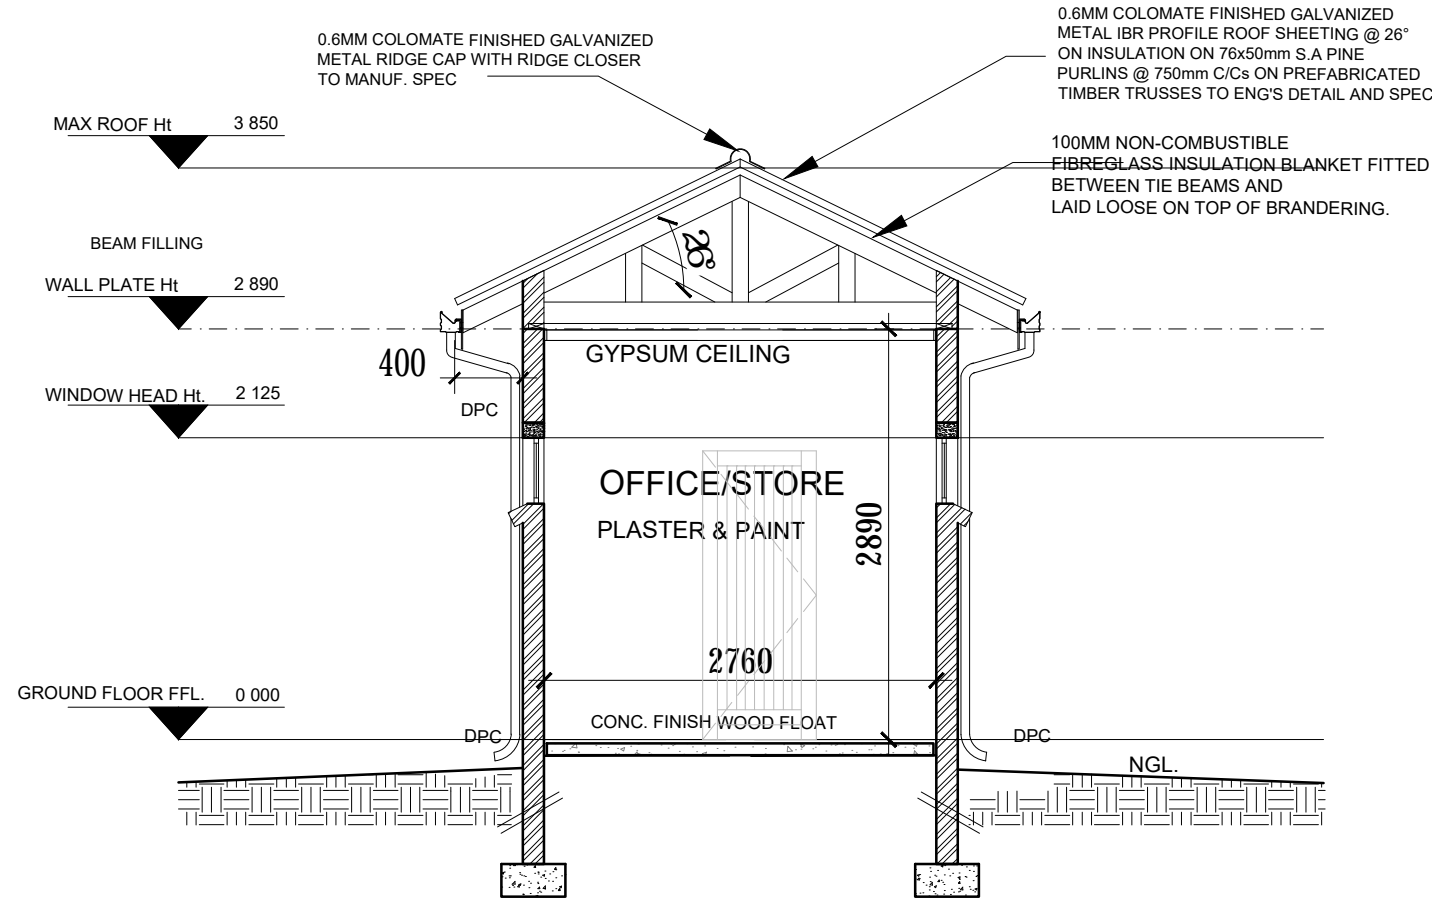 0.6MM COLOMATE FINISHED GALVANIZED
METAL RIDGE CAP WITH RIDGE CLOSER
TO MANUF. SPEC
0.6MM COLOMATE FINISHED GALVANIZED
METAL IBR PROFILE ROOF SHEETING @ 26°
ON INSULATION ON 76x50mm S.A PINE
PURLINS @ 750mm C/Cs ON PREFABRICATED
TIMBER TRUSSES TO ENG'S DETAIL AND SPEC
MAX ROOF Ht 3 850
100MM NON-COMBUSTIBLE
FIBREGLASS INSULATION BLANKET FITTED
BETWEEN TIE BEAMS AND
LAID LOOSE ON TOP OF BRANDERING.
BEAM FILLING
26°
WALL PLATE Ht 2 890
GYPSUM CEILING
400
WINDOW HEAD Ht. 2 125
DPC
OFFICE/STORE
PLASTER & PAINT
2890
2760
GROUND FLOOR FFL. 0 000
CONC. FINISH WOOD FLOAT
DPC
DPC
NGL.